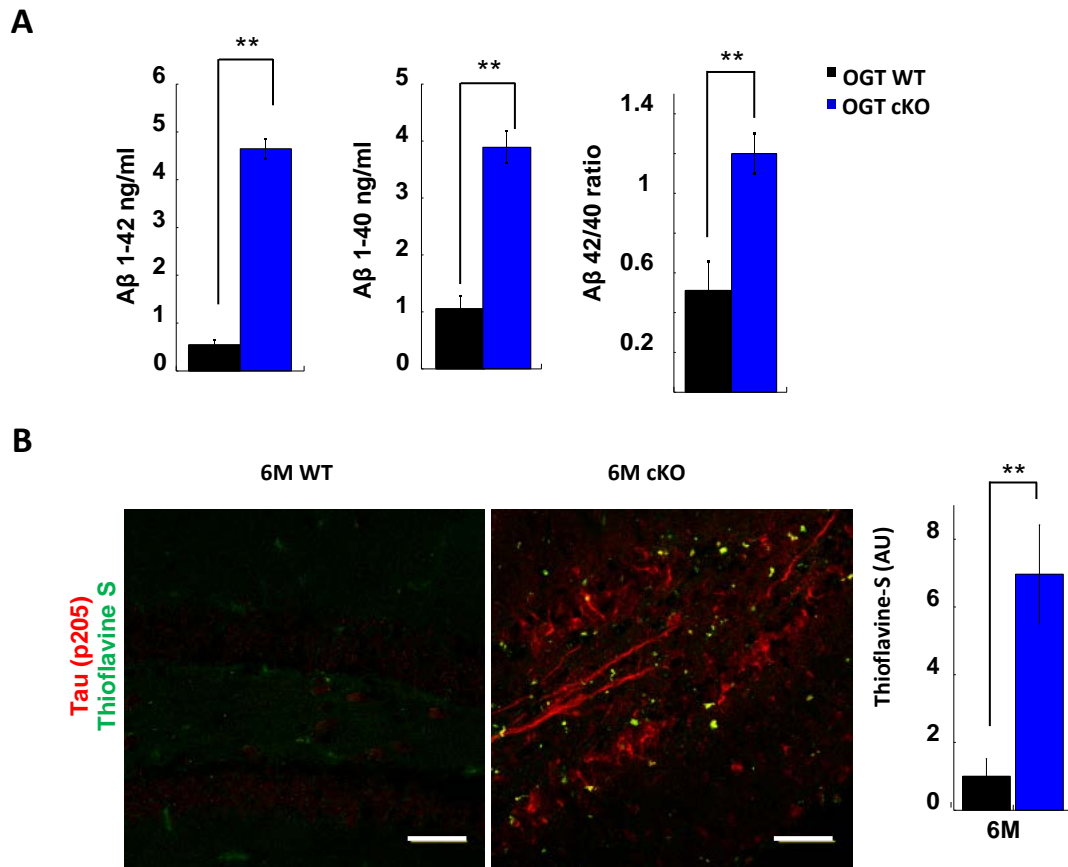 A
**
**
**
OGT WT
OGT cKO
Aβ 1-42 ng/ml
6
5
4
3
2
1
0
Aβ 1-40 ng/ml
5
4
3
2
1
0
Aβ 42/40 ratio
1.4
1
0.6
0.2
B
6M WT
6M cKO
Tau (p205)
Thioflavine S
**
Thioflavine-S (AU)
8
6
4
2
0
6M